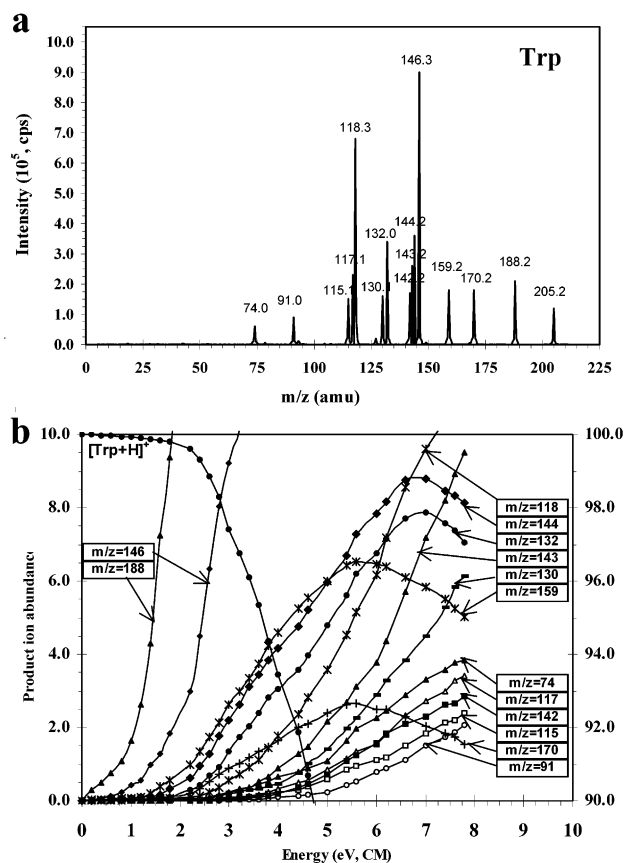 a
Trp
Intensity (10⁵, cps)
10.0
9.0
8.0
7.0
6.0
5.0
4.0
3.0
2.0
1.0
0.0
146.3
118.3
144.2
132.0
143.2
117.1
115.1
130.1
142.2
159.2
170.2
188.2
205.2
91.0
74.0
0 25 50 75 100 125 150 175 200 225
m/z (amu)
b
[Trp+H]⁺
Product ion abundance
10.0 100.0
8.0 98.0
6.0 96.0
4.0 94.0
2.0 92.0
0.0 90.0
m/z=146
m/z=188
m/z=118
m/z=144
m/z=132
m/z=143
m/z=130
m/z=159
m/z=74
m/z=117
m/z=142
m/z=115
m/z=170
m/z=91
0 1 2 3 4 5 6 7 8 9 10
Energy (eV, CM)